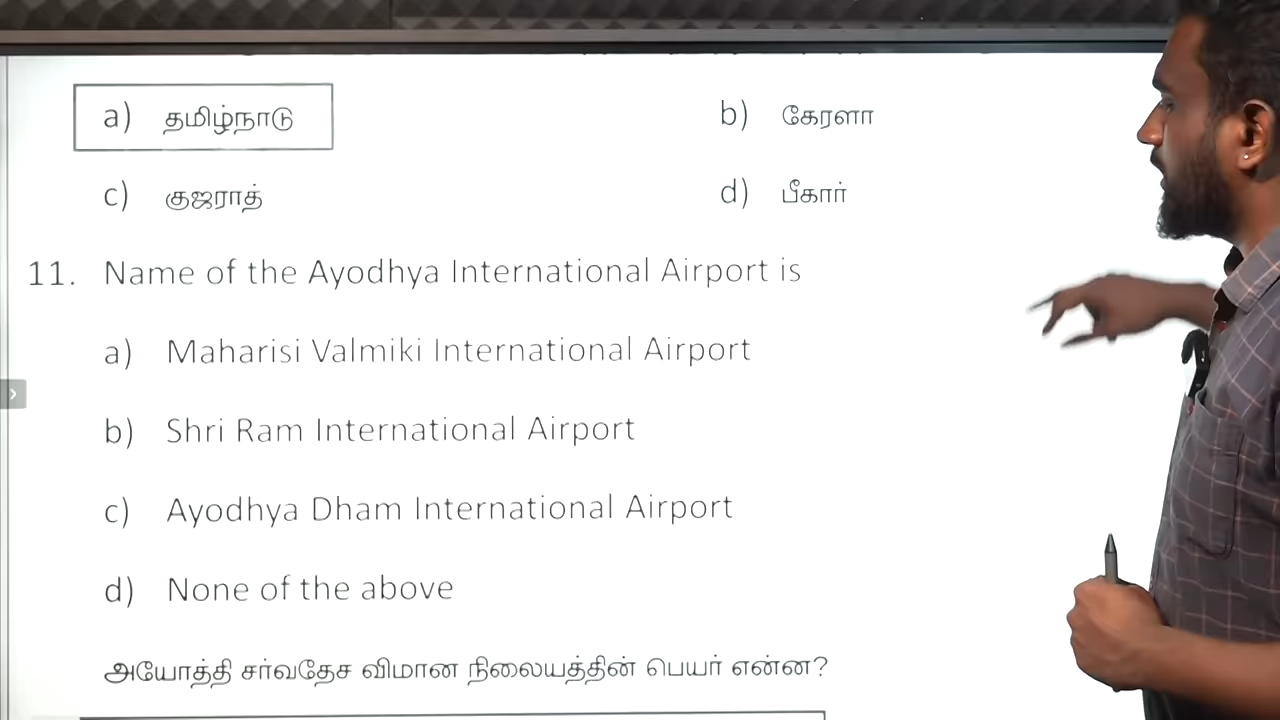 a) தமிழ்நாடு b) கேரளா
c) குஜராத் d) பீகார்
11. Name of the Ayodhya International Airport is
a) Maharisi Valmiki International Airport
b) Shri Ram International Airport
c) Ayodhya Dham International Airport
d) None of the above
அயோத்தி சர்வதேச விமான நிலையத்தின் பெயர் என்ன?